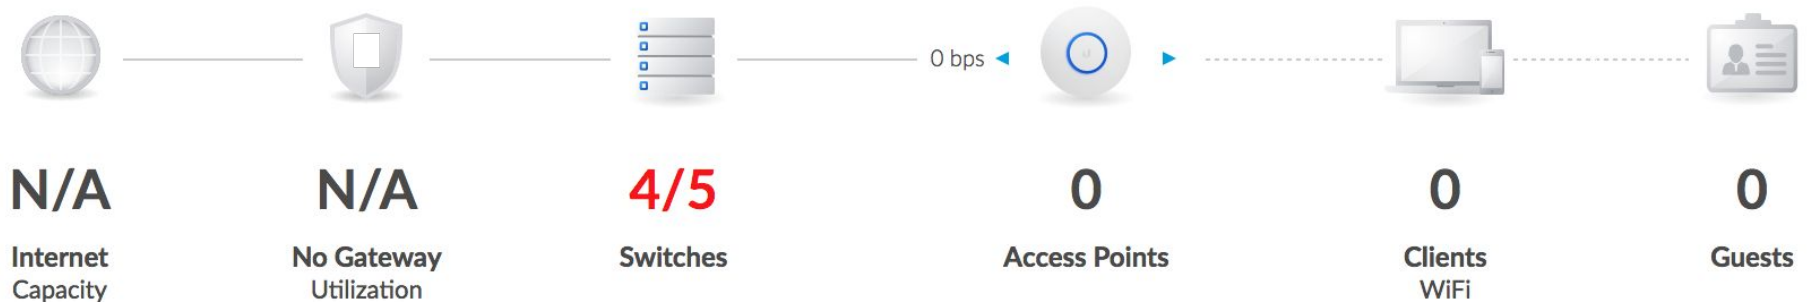 0 bps
N/A
N/A
4/5
0
0
0
Internet
No Gateway
Switches
Access Points
Clients
Guests
Capacity
Utilization
WiFi